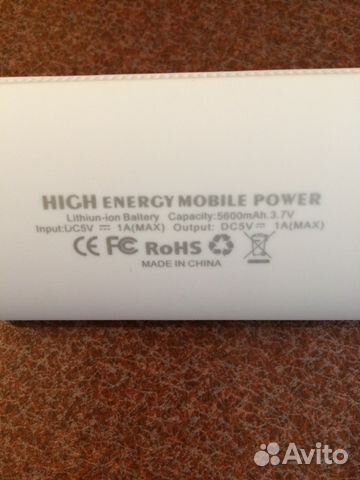 HIGH ENERGY MOBILE POWER
Lithiun-ion Baltery Capacity:5600mAh.3.7V
Input:DC5V 1A(MAX) Output: DC5V 1A(MAX)
CE FC RoHS
MADE IN CHINA
Avito